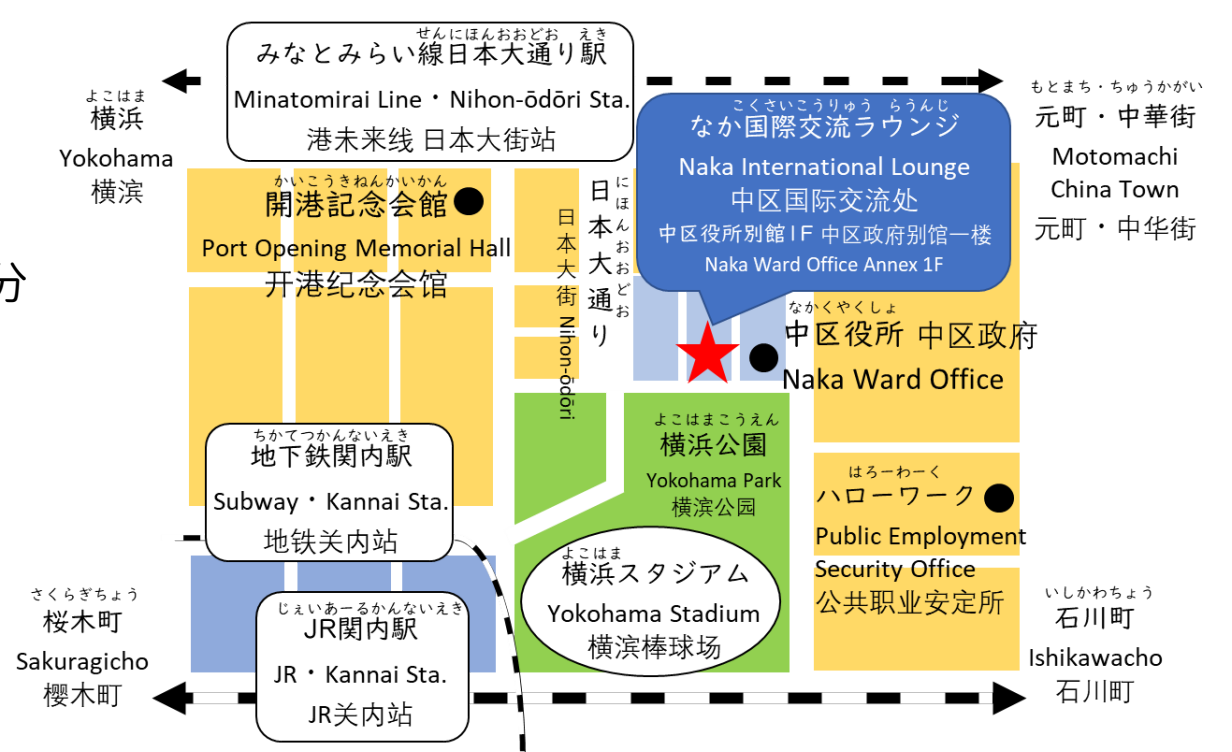 せんにほんおおどお えき
みなとみらい線日本大通り駅
Minatomirai Line・Nihon-ōdōri Sta.
港未来线 日本大街站
よこはま
横浜
Yokohama
横滨
こくさいこうりゅう らうんじ
なか国際交流ラウンジ
Naka International Lounge
中区国际交流处
中区役所別館1F 中区政府别馆一楼
Naka Ward Office Annex 1F
もとまち・ちゅうかがい
元町・中華街
Motomachi
China Town
元町・中华街
かいこうきねんかいかん
開港記念会館
Port Opening Memorial Hall
开港纪念会馆
にほんおおどお
日本大通り
日本大街 Nihon-ōdōri
分
なかくやくしょ
中区役所 中区政府
Naka Ward Office
よこはまこうえん
横浜公園
Yokohama Park
横滨公园
ちかてつかんないえき
地下鉄関内駅
Subway・Kannai Sta.
地铁关内站
はろーわーく
ハローワーク
Public Employment
Security Office
公共职业安定所
よこはま
横浜スタジアム
Yokohama Stadium
横滨棒球场
さくらぎちょう
桜木町
Sakuragicho
樱木町
じぇいあーるかんないえき
JR関内駅
JR・Kannai Sta.
JR关内站
いしかわちょう
石川町
Ishikawacho
石川町